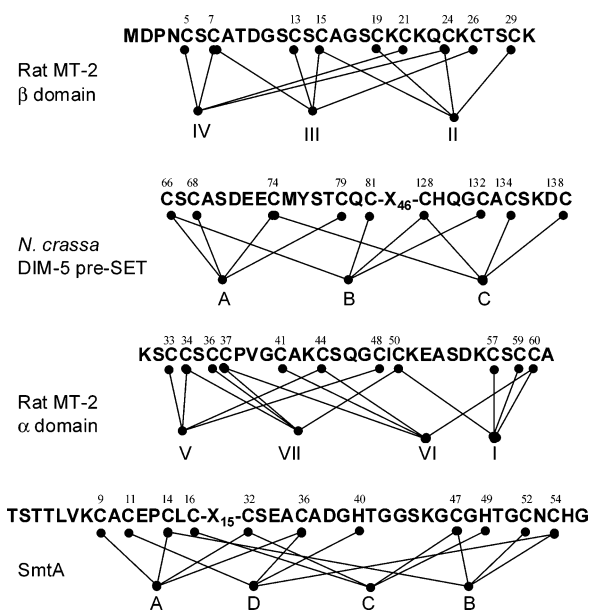 5 7 13 15 19 21 24 26 29
MDPNCSCATDGSCSCAGSCKCKQCKCTSCK
Rat MT-2
β domain
IV III II
66 68 74 79 81 128 132 134 138
CSCASDEECMYSTCQC-X46-CHQGCACSKDC
N. crassa
DIM-5 pre-SET
A B C
33 34 36 37 41 44 48 50 57 59 60
KSCCSCCPVGCAKCSQGCICKEASDKCSCCA
Rat MT-2
α domain
V VII VI I
9 11 14 16 32 36 40 47 49 52 54
TSTTLVKCACEPCLC-X15-CSEACADGHTGGSKGCGHTGCNCHG
SmtA
A D C B